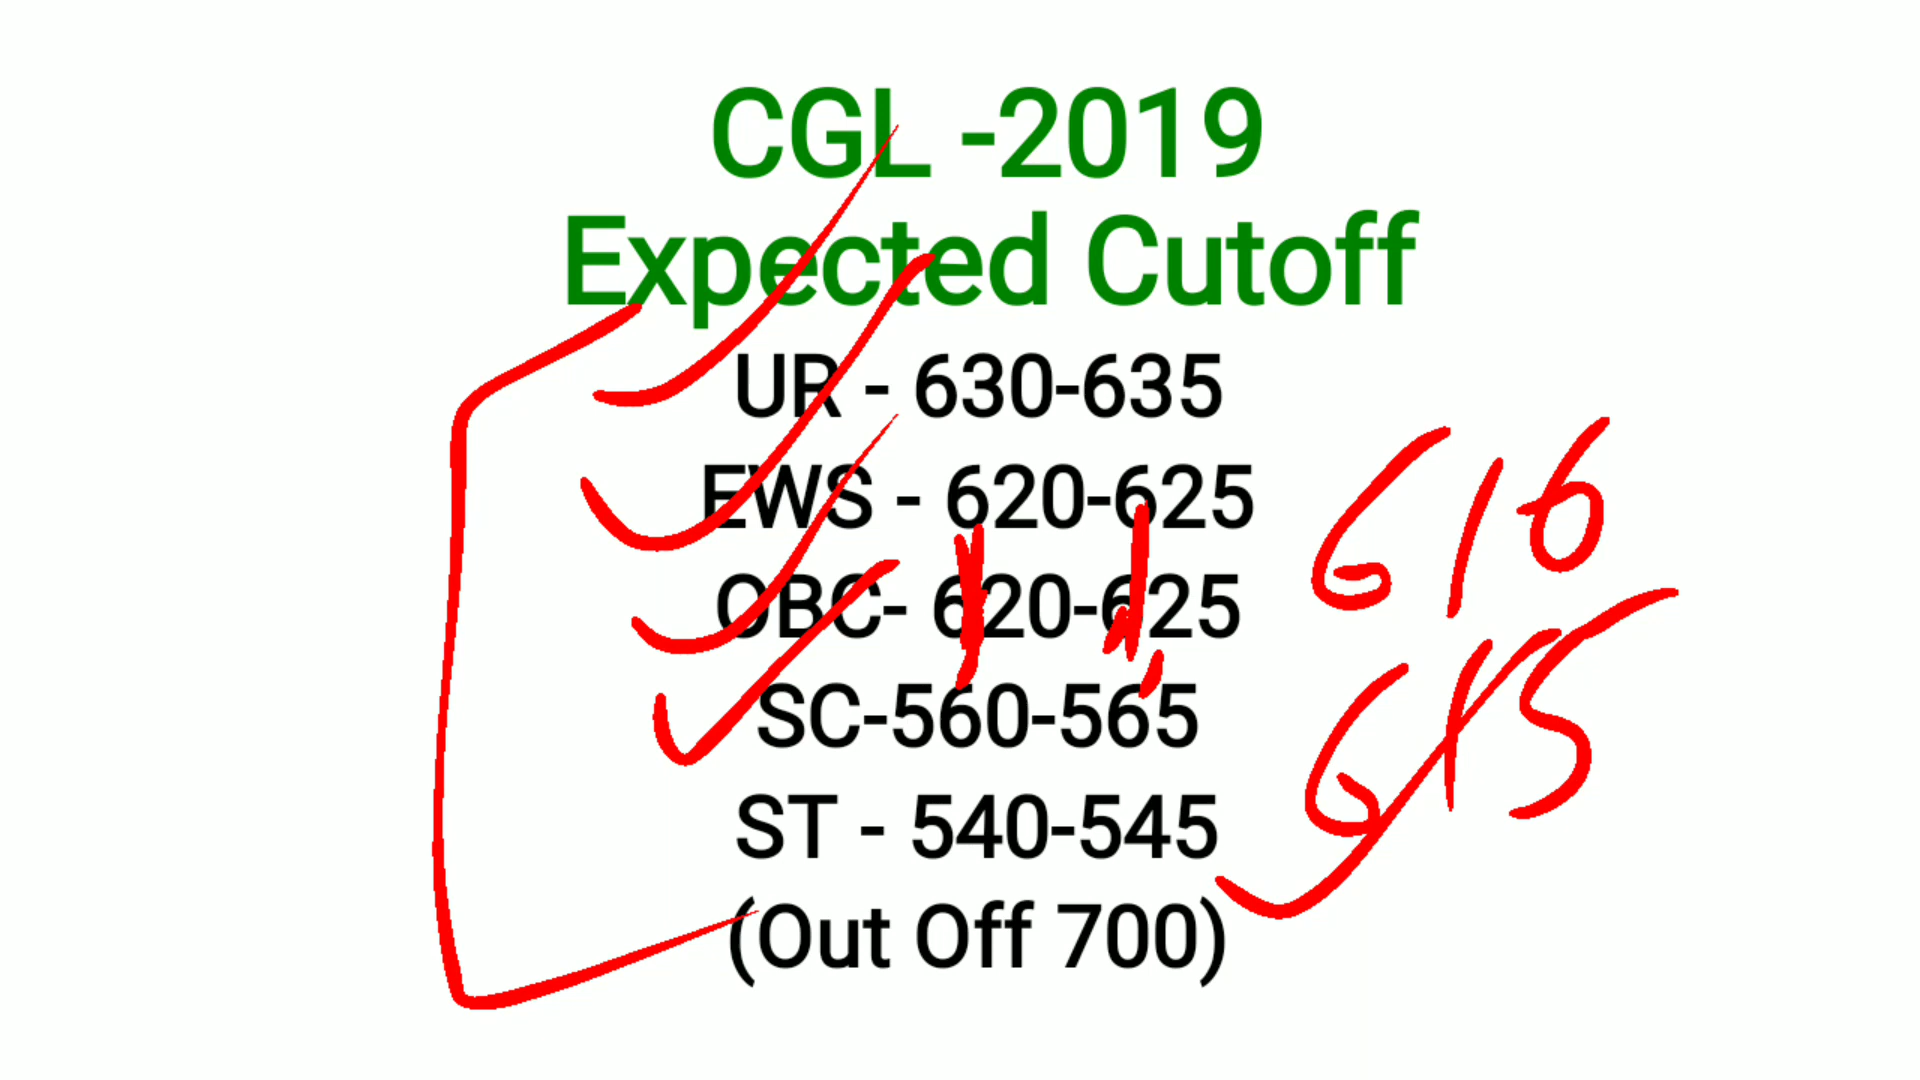 CGL -2019
Expected Cutoff
UR - 630-635
EWS - 620-625
616
OBC- 620-625
615
SC-560-565
ST - 540-545
(Out Off 700)